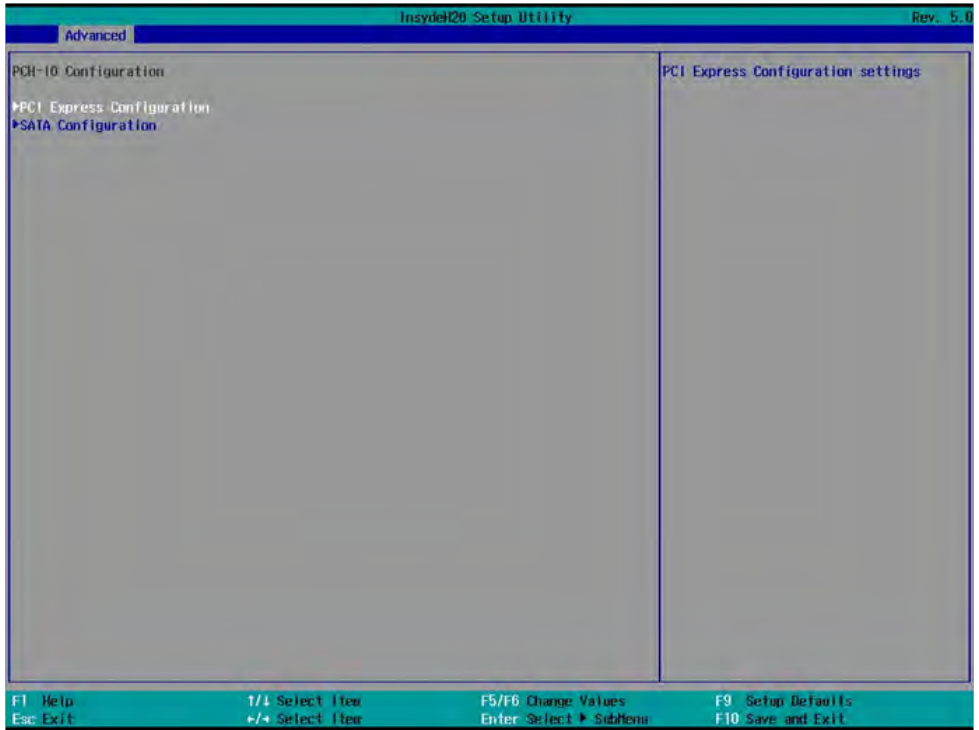 InsydeH20 Setup Utility Rev. 5.0
Advanced
PCH-IO Configuration
PCI Express Configuration settings
▶PCI Express Configuration
▶SATA Configuration
F1 Help ↑/↓ Select Item F5/F6 Change Values F9 Setup Defaults
Esc Exit ←/→ Select Item Enter Select ▶ SubMenu F10 Save and Exit